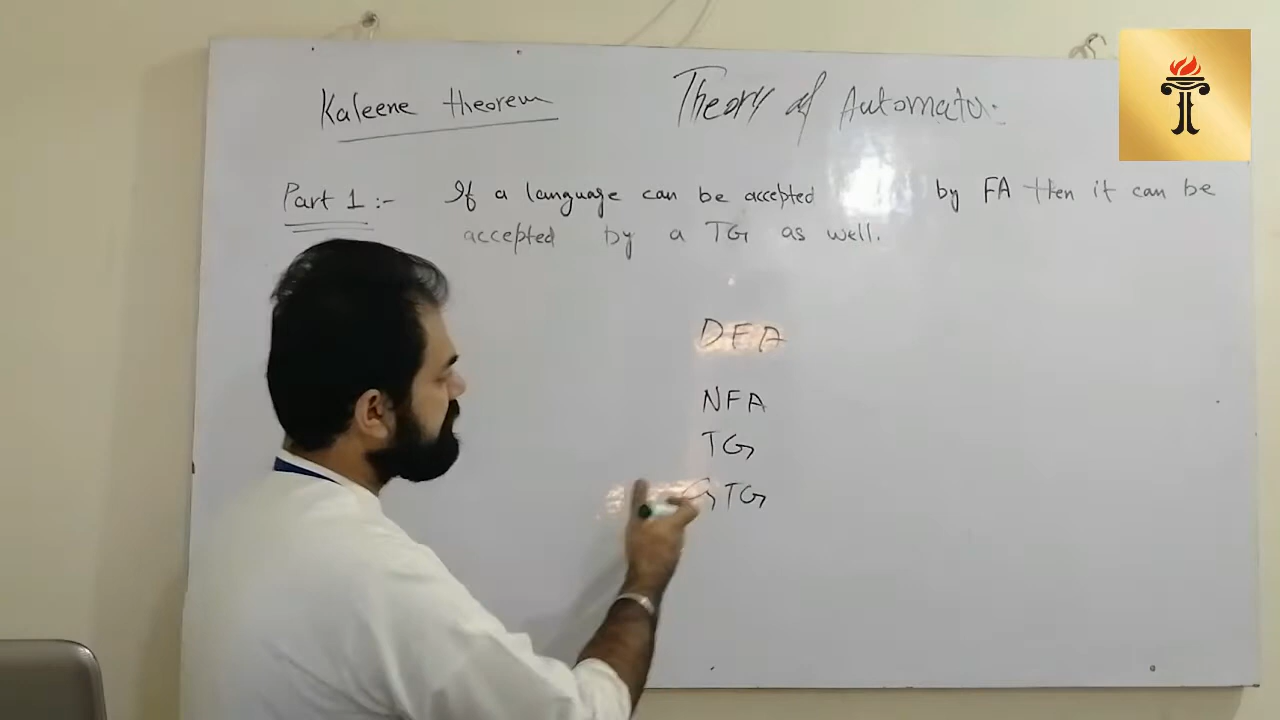 Kaleene theorem Theory of Automata:
Part 1:- If a language can be accepted by FA then it can be
accepted by a TG as well.
DFA
NFA
TG
GTG